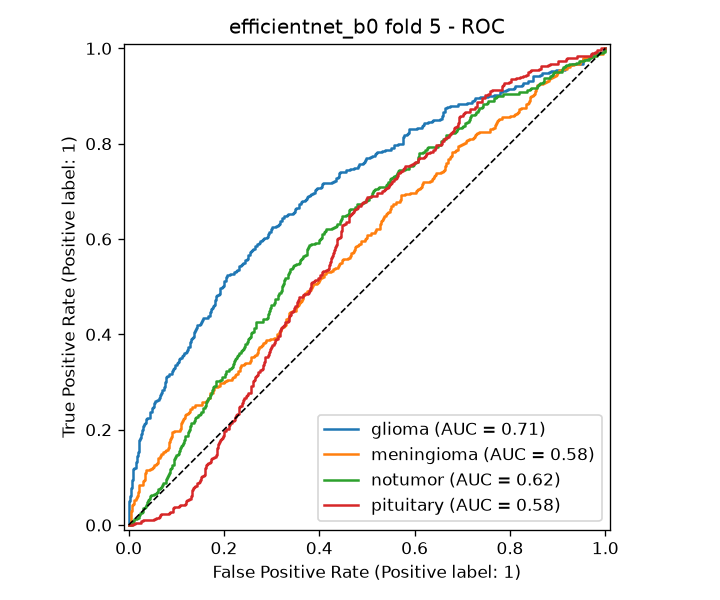 efficientnet_b0 fold 5 - ROC
True Positive Rate (Positive label: 1)
1.0
0.8
0.6
0.4
0.2
0.0
glioma (AUC = 0.71)
meningioma (AUC = 0.58)
notumor (AUC = 0.62)
pituitary (AUC = 0.58)
0.0 0.2 0.4 0.6 0.8 1.0
False Positive Rate (Positive label: 1)